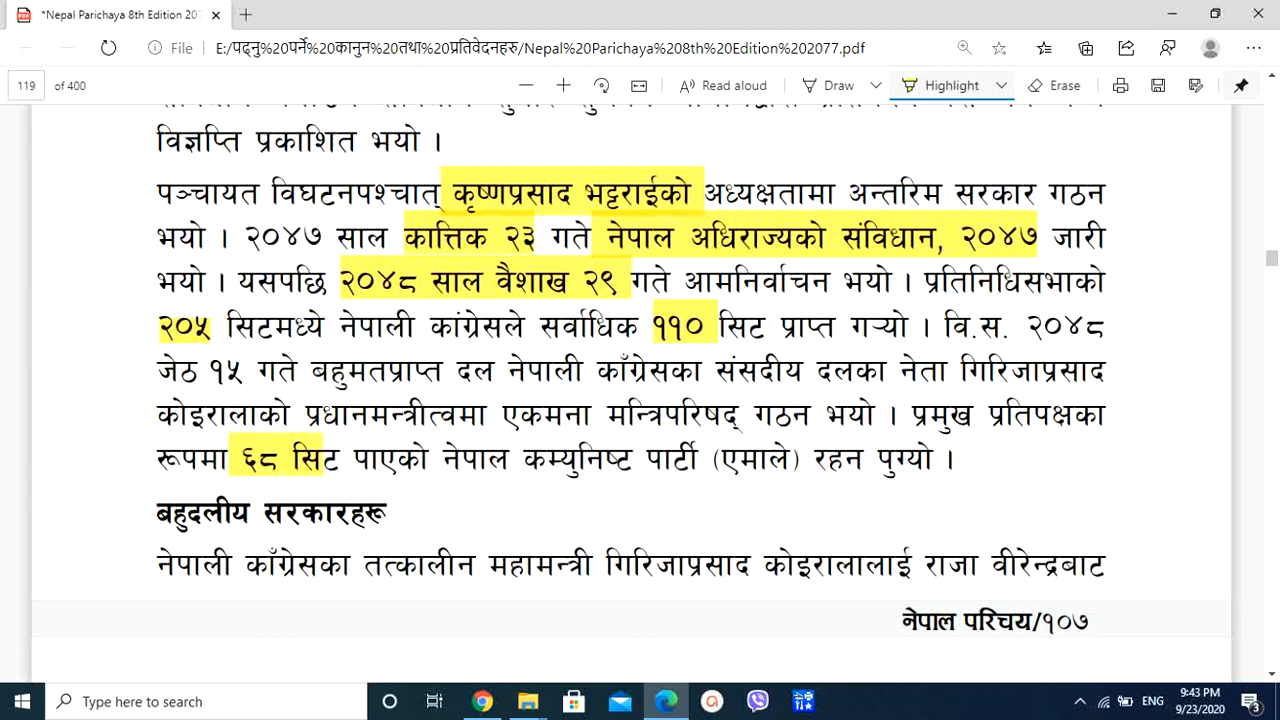 *Nepal Parichaya 8th Edition 207
File E:/पढ्नु%20पर्ने%20कानुन%20तथा%20प्रतिवेदनहरु/Nepal%20Parichaya%208th%20Edition%202077.pdf
119 of 400 Read aloud Draw Highlight Erase
विज्ञप्ति प्रकाशित भयो ।
पञ्चायत विघटनपश्चात् कृष्णप्रसाद भट्टराईको अध्यक्षतामा अन्तरिम सरकार गठन
भयो । २०४७ साल कात्तिक २३ गते नेपाल अधिराज्यको संविधान, २०४७ जारी
भयो । यसपछि २०४८ साल वैशाख २९ गते आमनिर्वाचन भयो । प्रतिनिधिसभाको
२०५ सिटमध्ये नेपाली कांग्रेसले सर्वाधिक ११० सिट प्राप्त गऱ्यो । वि.स. २०४८
जेठ १५ गते बहुमतप्राप्त दल नेपाली काँग्रेसका संसदीय दलका नेता गिरिजाप्रसाद
कोइरालाको प्रधानमन्त्रीत्वमा एकमना मन्त्रिपरिषद् गठन भयो । प्रमुख प्रतिपक्षका
रूपमा ६८ सिट पाएको नेपाल कम्युनिष्ट पार्टी (एमाले) रहन पुग्यो ।
बहुदलीय सरकारहरू
नेपाली काँग्रेसका तत्कालीन महामन्त्री गिरिजाप्रसाद कोइरालालाई राजा वीरेन्द्रबाट
नेपाल परिचय/१०७
Type here to search
ENG
9:43 PM
9/23/2020
3